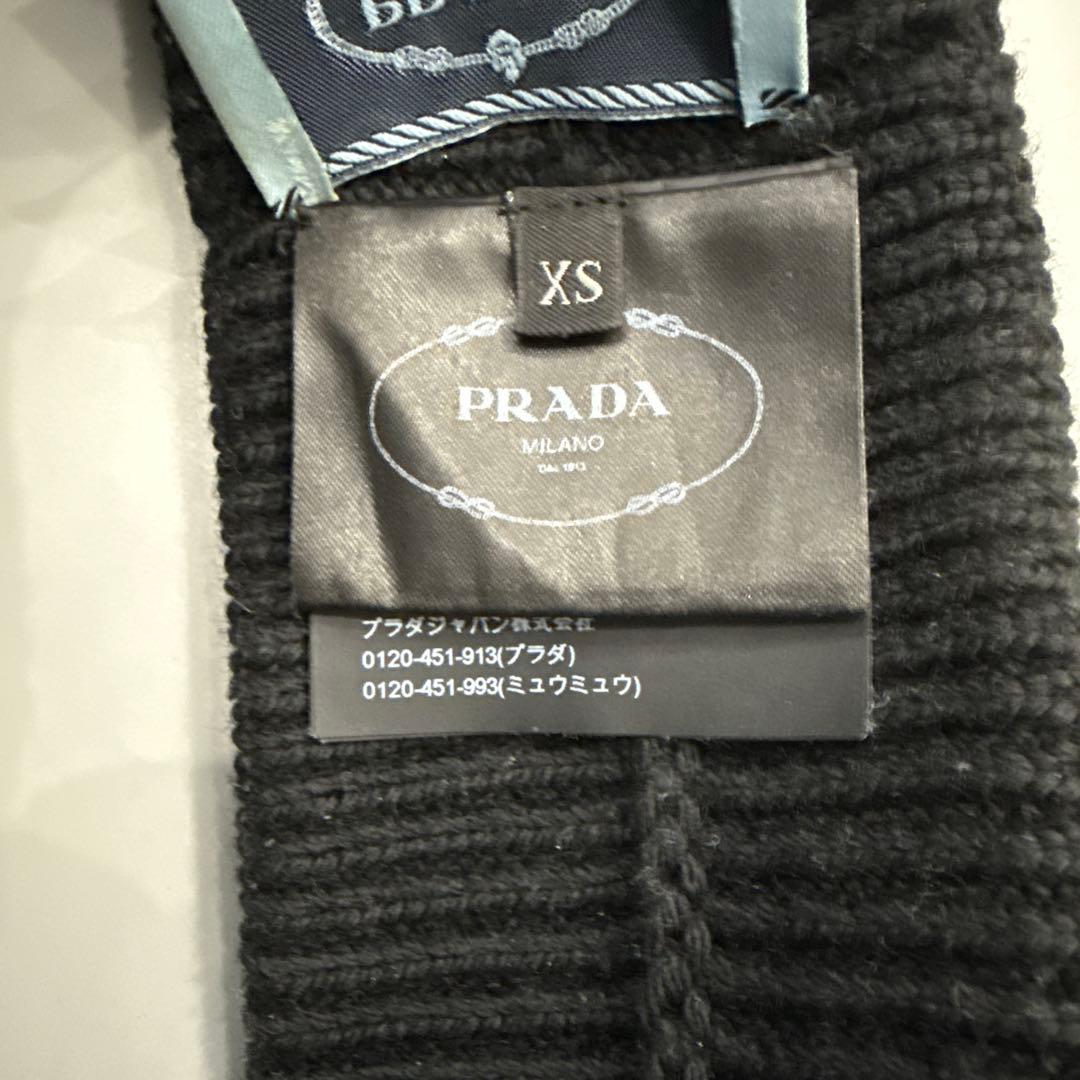 XS
PRADA
MILANO
DAL 1913
プラダジャパン株式会社
0120-451-913(プラダ)
0120-451-993(ミュウミュウ)